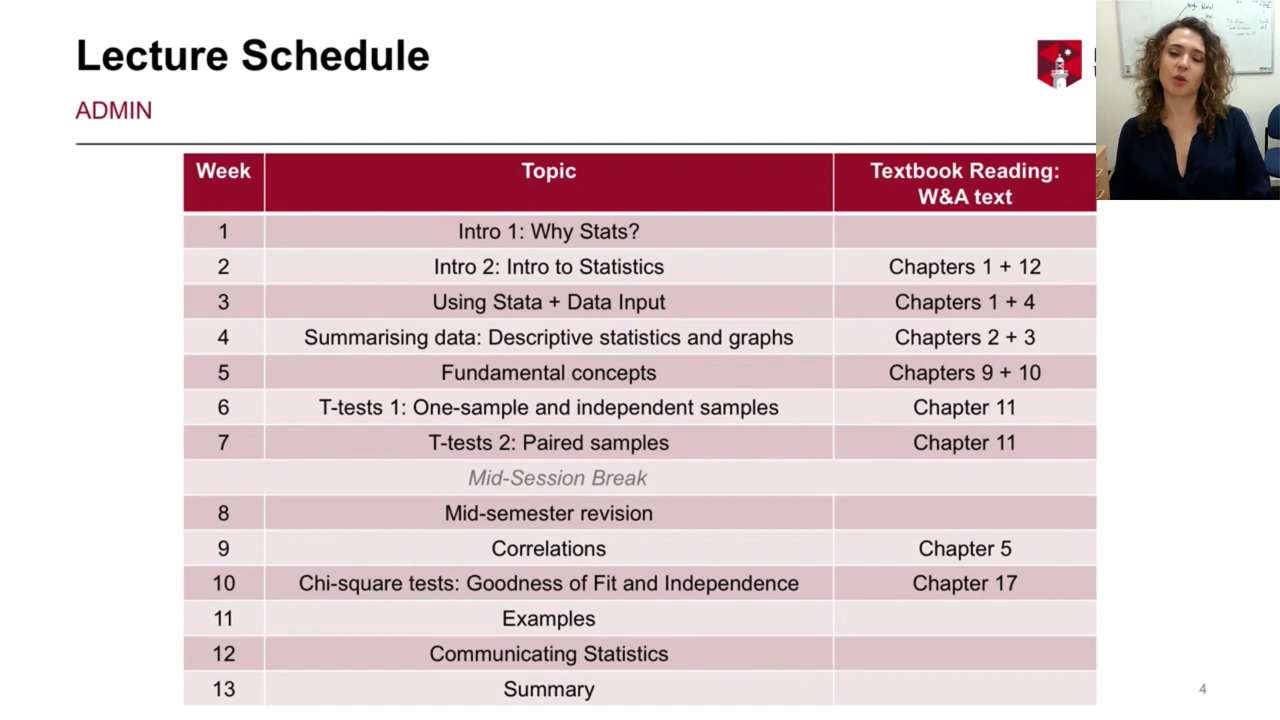 Lecture Schedule
ADMIN
Week Topic Textbook Reading:
W&A text
1 Intro 1: Why Stats?
2 Intro 2: Intro to Statistics Chapters 1 + 12
3 Using Stata + Data Input Chapters 1 + 4
4 Summarising data: Descriptive statistics and graphs Chapters 2 + 3
5 Fundamental concepts Chapters 9 + 10
6 T-tests 1: One-sample and independent samples Chapter 11
7 T-tests 2: Paired samples Chapter 11
Mid-Session Break
8 Mid-semester revision
9 Correlations Chapter 5
10 Chi-square tests: Goodness of Fit and Independence Chapter 17
11 Examples
12 Communicating Statistics
13 Summary
4